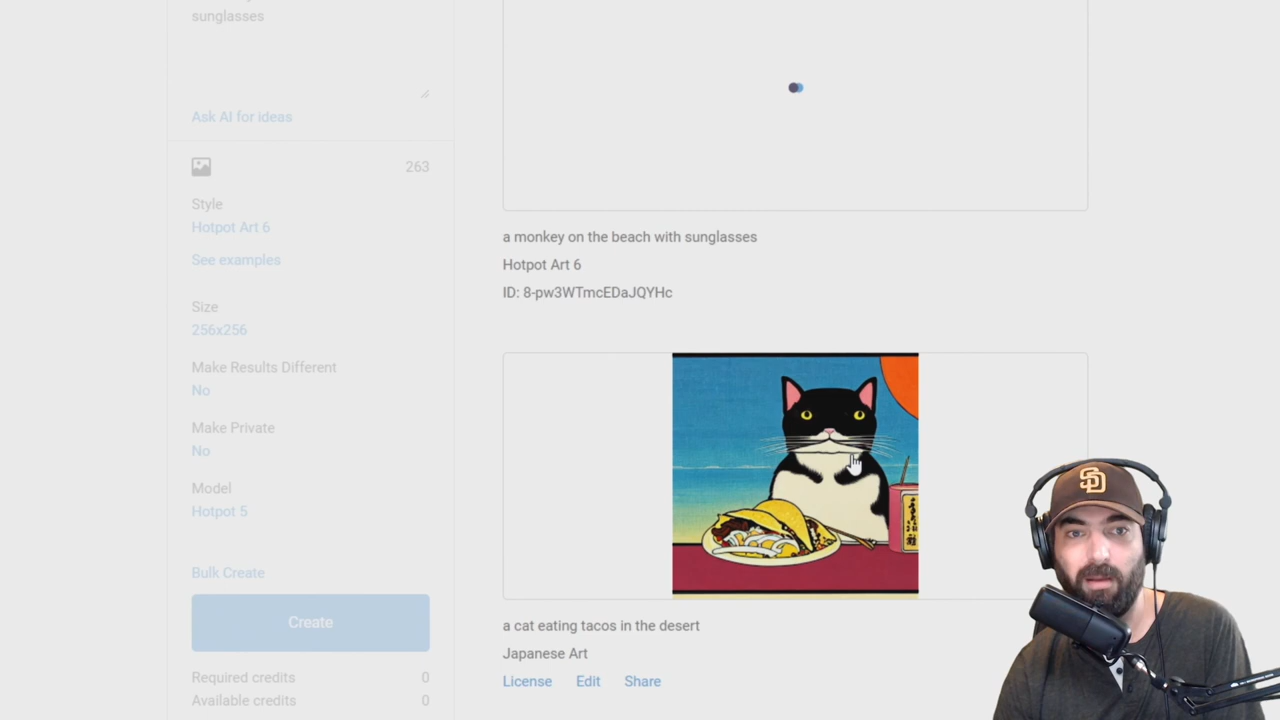 sunglasses
Ask AI for ideas
263
Style
Hotpot Art 6
See examples
Size
256x256
Make Results Different
No
Make Private
No
Model
Hotpot 5
Bulk Create
Create
Required credits 0
Available credits 0
a monkey on the beach with sunglasses
Hotpot Art 6
ID: 8-pw3WTmcEDaJQYHc
a cat eating tacos in the desert
Japanese Art
License Edit Share
SD